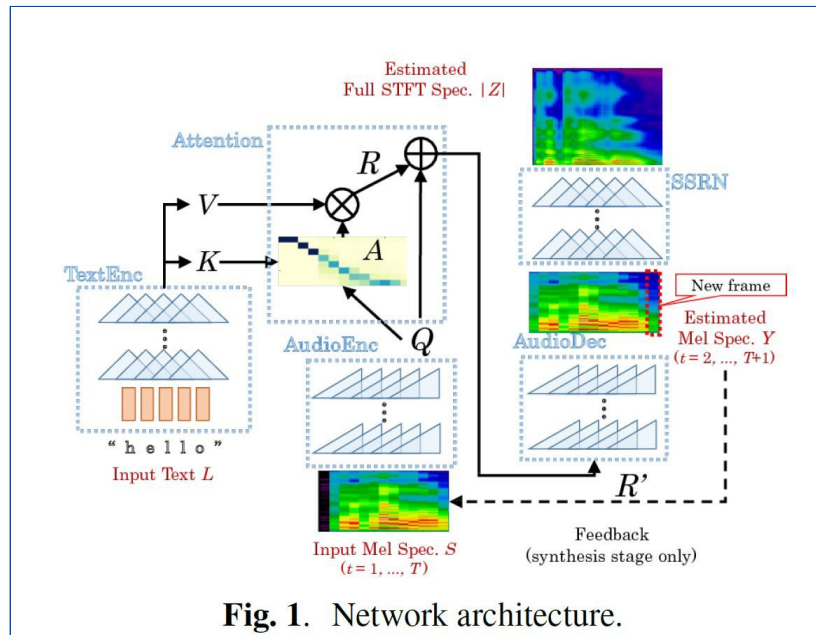 Estimated
Full STFT Spec. |Z|
Attention
R
SSRN
V
A
K
TextEnc
New frame
Q
Estimated
Mel Spec. Y
(t = 2, ..., T+1)
AudioEnc
AudioDec
“hello”
Input Text L
R'
Input Mel Spec. S
(t = 1, ..., T)
Feedback
(synthesis stage only)
Fig. 1. Network architecture.